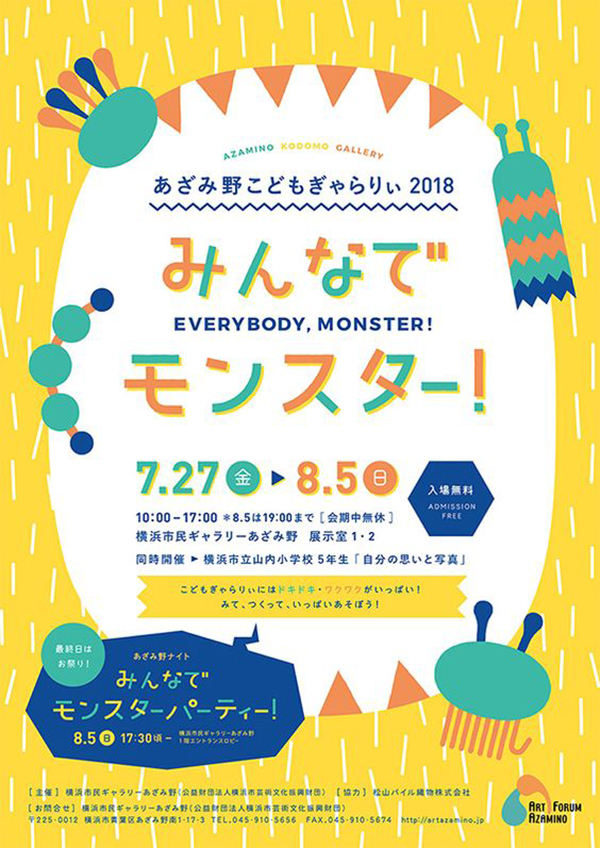 AZAMINO KODOMO GALLERY
あざみ野こどもぎゃらりぃ 2018
みんなで
EVERYBODY, MONSTER!
モンスター!
7.27 金 ▶ 8.5 日
10:00-17:00 *8.5は19:00まで [会期中無休]
横浜市民ギャラリーあざみ野 展示室1・2
同時開催 ▶ 横浜市立山内小学校 5年生「自分の思いと写真」
入場無料
ADMISSION
FREE
こどもぎゃらりぃにはドキドキ・ワクワクがいっぱい!
みて、つくって、いっぱいあそぼう!
最終日は
お祭り!
あざみ野ナイト
みんなで
モンスターパーティー!
8.5 日 17:30頃-
横浜市民ギャラリーあざみ野
1階エントランスロビー
[主催] 横浜市民ギャラリーあざみ野(公益財団法人横浜市芸術文化振興財団) [協力] 松山パイル織物株式会社
[お問合せ] 横浜市民ギャラリーあざみ野(公益財団法人横浜市芸術文化振興財団)
〒225-0012 横浜市青葉区あざみ野南1-17-3 TEL.045-910-5656 FAX.045-910-5674 http://artazamino.jp
ART FORUM
AZAMINO